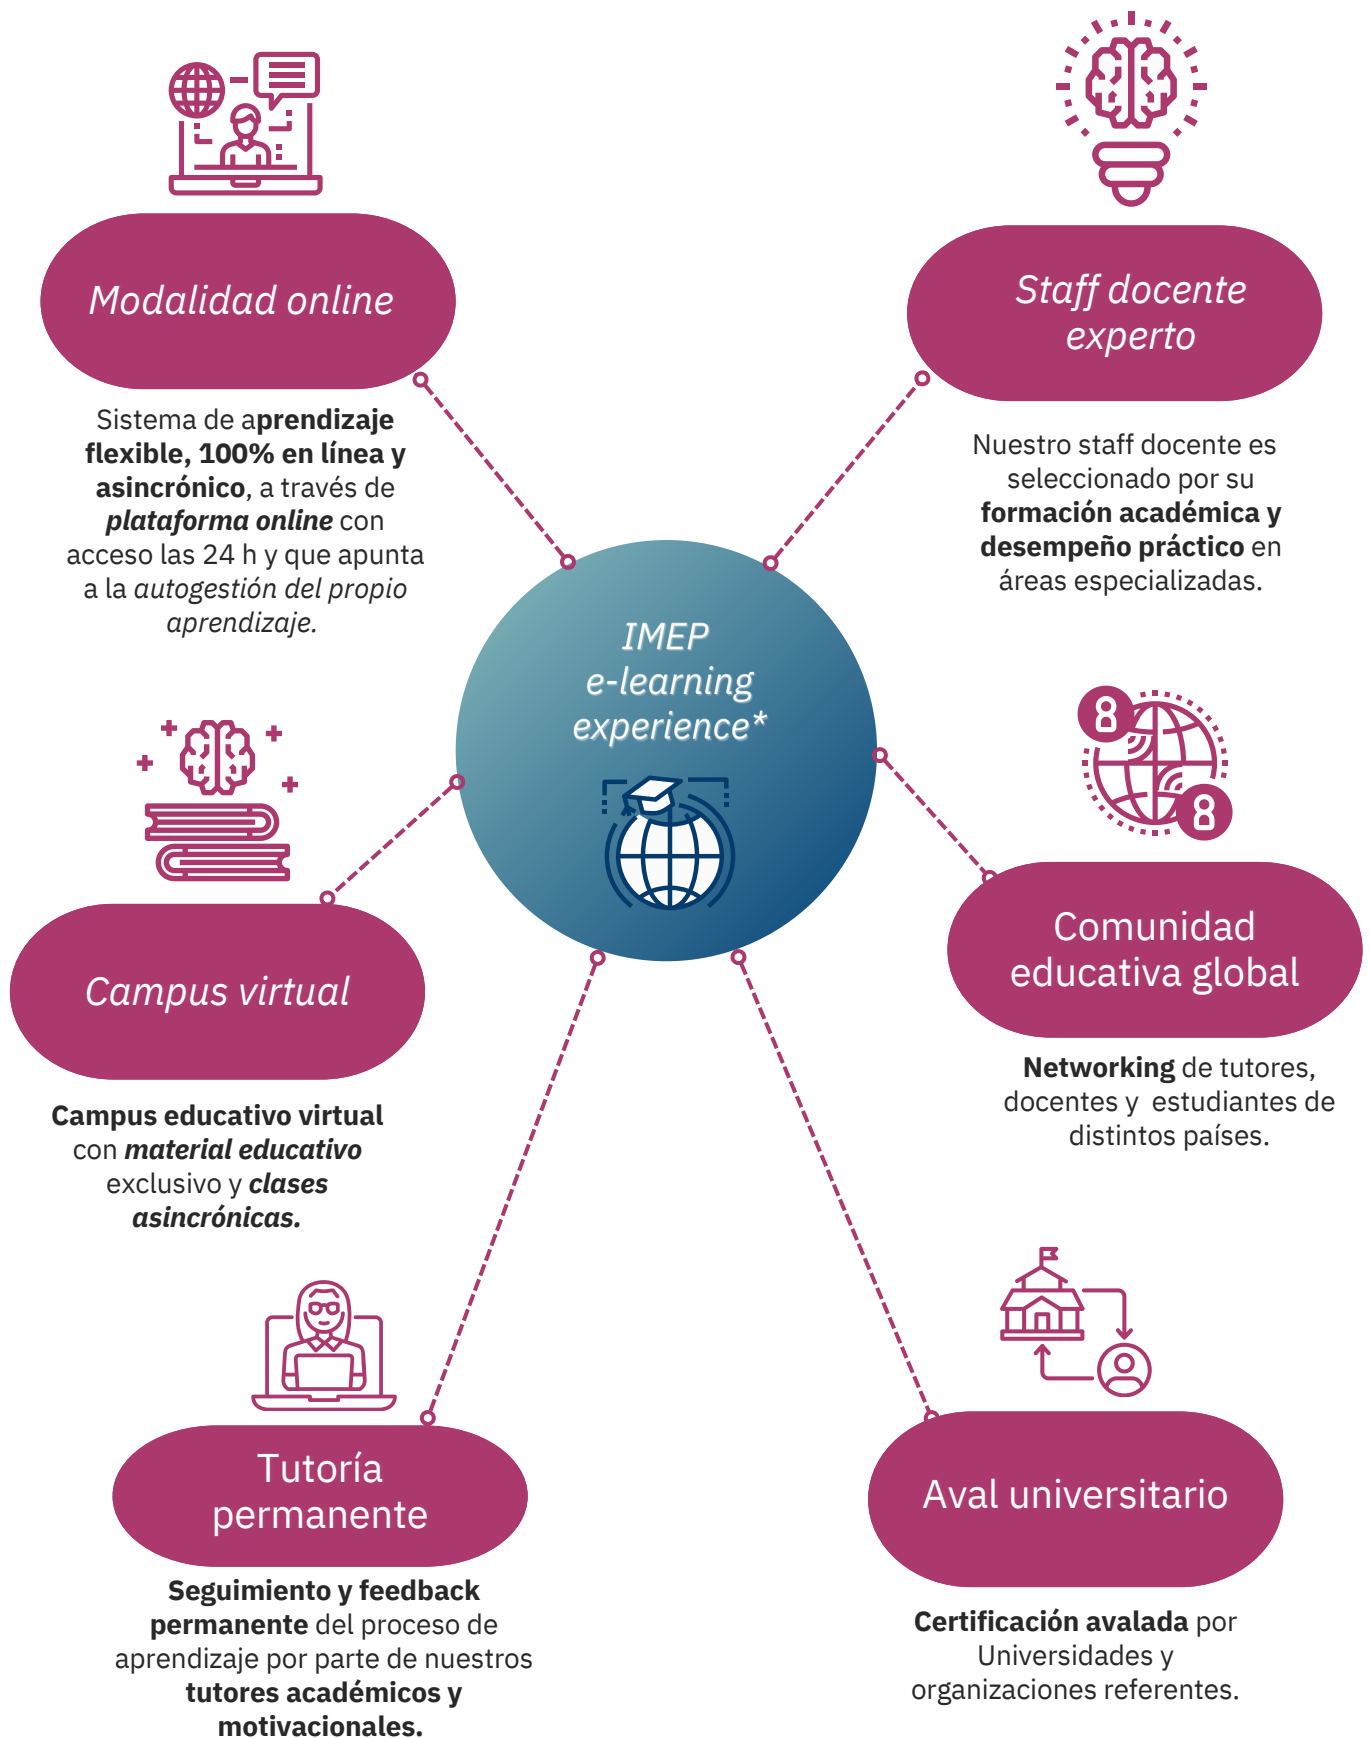 Modalidad online
Sistema de aprendizaje
flexible, 100% en línea y
asincrónico, a través de
plataforma online con
acceso las 24 h y que apunta
a la autogestión del propio
aprendizaje.
Staff docente
experto
Nuestro staff docente es
seleccionado por su
formación académica y
desempeño práctico en
áreas especializadas.
IMEP
e-learning
experience*
Campus virtual
Campus educativo virtual
con material educativo
exclusivo y clases
asincrónicas.
Comunidad
educativa global
Networking de tutores,
docentes y  estudiantes de
distintos países.
Tutoría
permanente
Seguimiento y feedback
permanente del proceso de
aprendizaje por parte de nuestros
tutores académicos y
motivacionales.
Aval universitario
Certificación avalada por
Universidades y
organizaciones referentes.